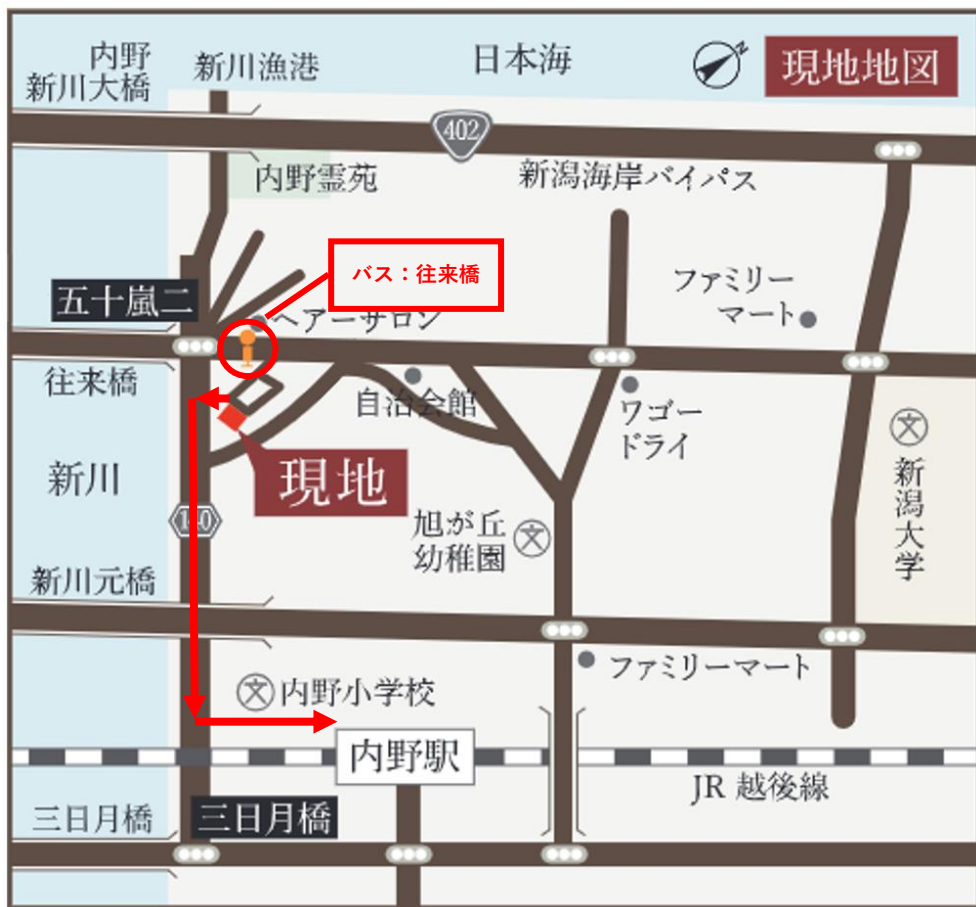 内野
新川大橋
新川漁港
日本海
N
現地地図
402
内野霊苑
新潟海岸バイパス
バス：往来橋
五十嵐二
ヘアーサロン
ファミリー
マート
往来橋
自治会館
ワゴー
ドライ
文
新潟大学
新川
現地
140
旭が丘
幼稚園
文
新川元橋
文
内野小学校
ファミリーマート
内野駅
JR 越後線
三日月橋
三日月橋